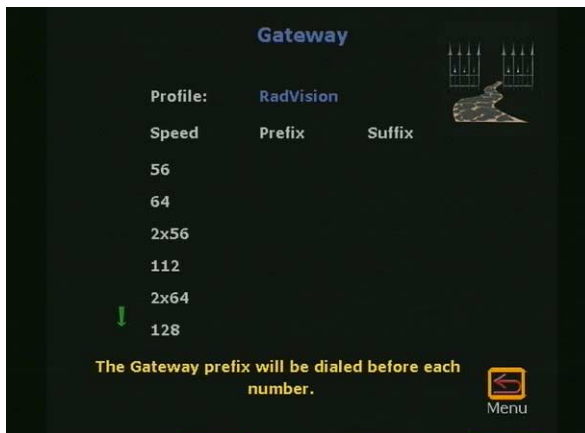 Gateway
Profile: RadVision
Speed Prefix Suffix
56
64
2x56
112
2x64
128
The Gateway prefix will be dialed before each
number.
Menu